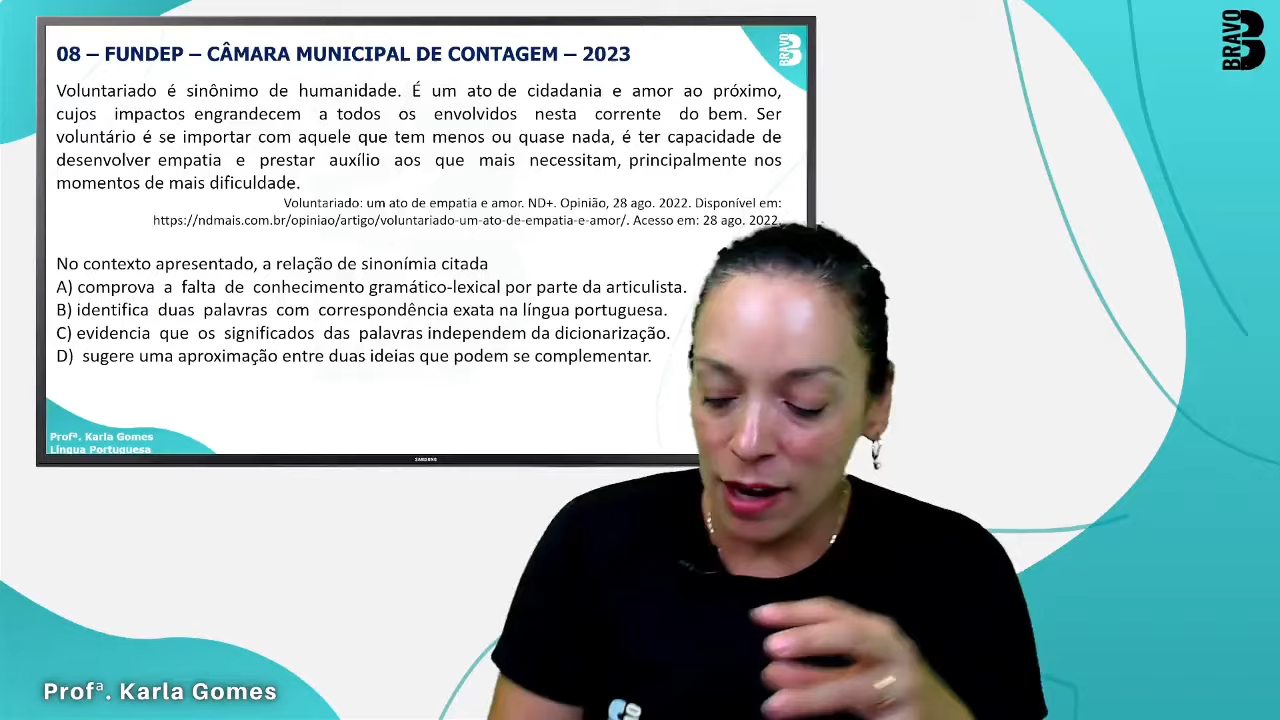 08 – FUNDEP – CÂMARA MUNICIPAL DE CONTAGEM – 2023
BRAVO
Voluntariado é sinônimo de humanidade. É um ato de cidadania e amor ao próximo,
cujos impactos engrandecem a todos os envolvidos nesta corrente do bem. Ser
voluntário é se importar com aquele que tem menos ou quase nada, é ter capacidade de
desenvolver empatia e prestar auxílio aos que mais necessitam, principalmente nos
momentos de mais dificuldade.
Voluntariado: um ato de empatia e amor. ND+. Opinião, 28 ago. 2022. Disponível em:
https://ndmais.com.br/opiniao/artigo/voluntariado-um-ato-de-empatia-e-amor/. Acesso em: 28 ago. 2022.
No contexto apresentado, a relação de sinonímia citada
A) comprova a falta de conhecimento gramático-lexical por parte da articulista.
B) identifica duas palavras com correspondência exata na língua portuguesa.
C) evidencia que os significados das palavras independem da dicionarização.
D) sugere uma aproximação entre duas ideias que podem se complementar.
Profª. Karla Gomes
Língua Portuguesa
SAMSUNG
BRAVO
Profª. Karla Gomes